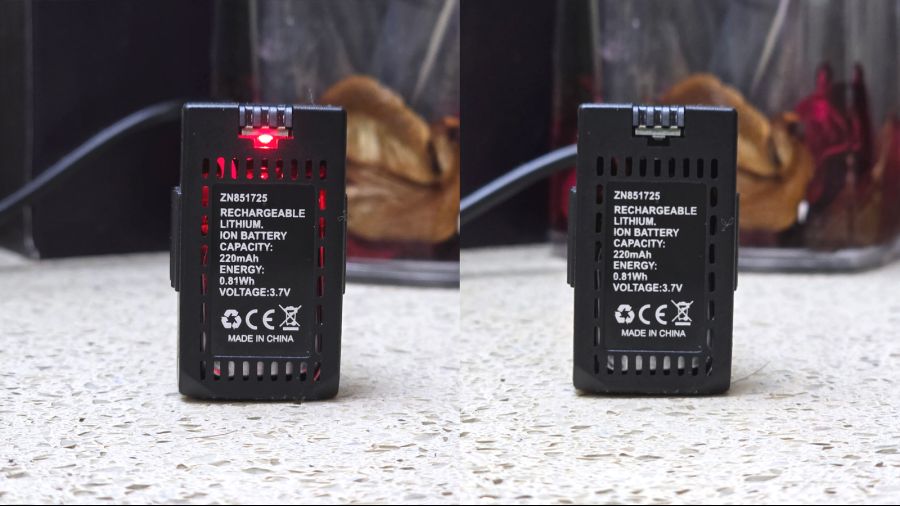 ZN851725
RECHARGEABLE
LITHIUM.
ION BATTERY
CAPACITY:
220mAh
ENERGY:
0.81Wh
VOLTAGE:3.7V
CE
MADE IN CHINA
ZN851725
RECHARGEABLE
LITHIUM.
ION BATTERY
CAPACITY:
220mAh
ENERGY:
0.81Wh
VOLTAGE:3.7V
CE
MADE IN CHINA